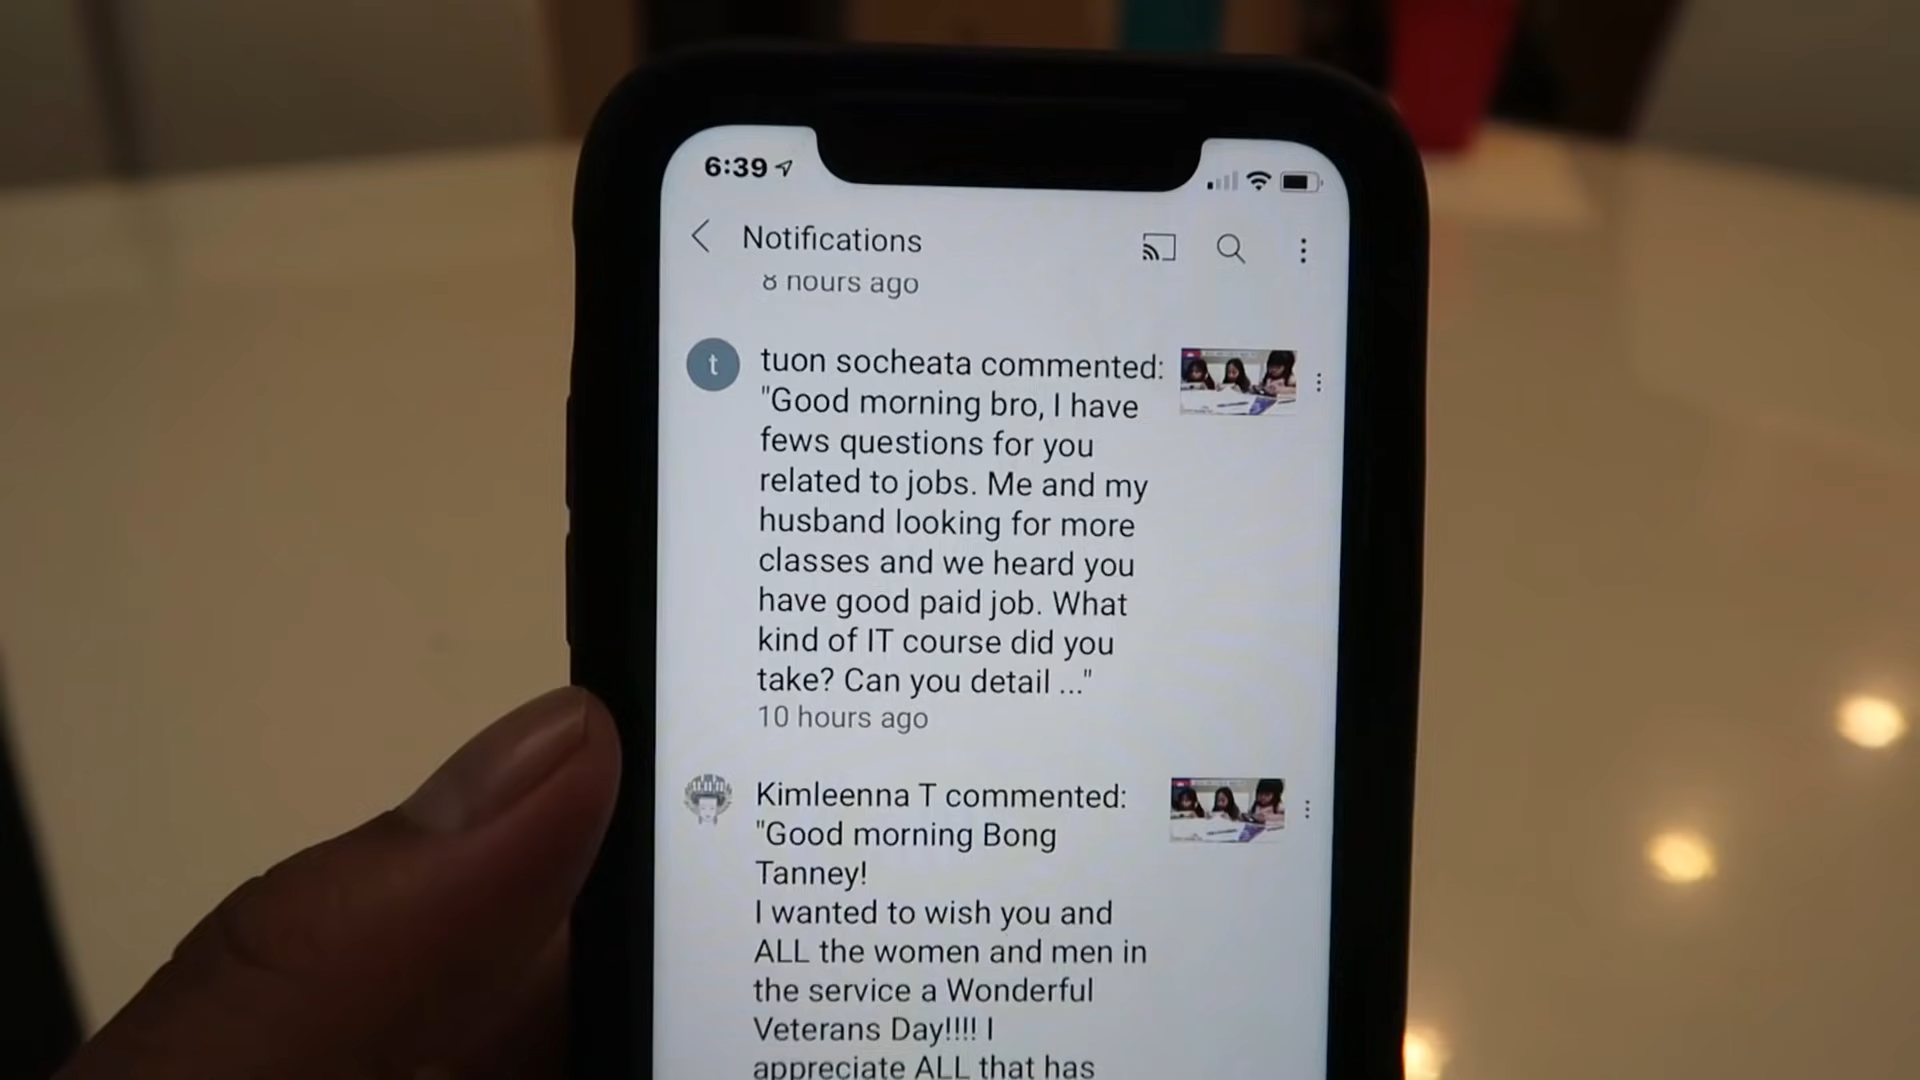 6:39
Notifications
8 hours ago
t
tuon socheata commented:
"Good morning bro, I have
fews questions for you
related to jobs. Me and my
husband looking for more
classes and we heard you
have good paid job. What
kind of IT course did you
take? Can you detail ..."
10 hours ago
Kimleenna T commented:
"Good morning Bong
Tanney!
I wanted to wish you and
ALL the women and men in
the service a Wonderful
Veterans Day!!!! I
appreciate ALL that has